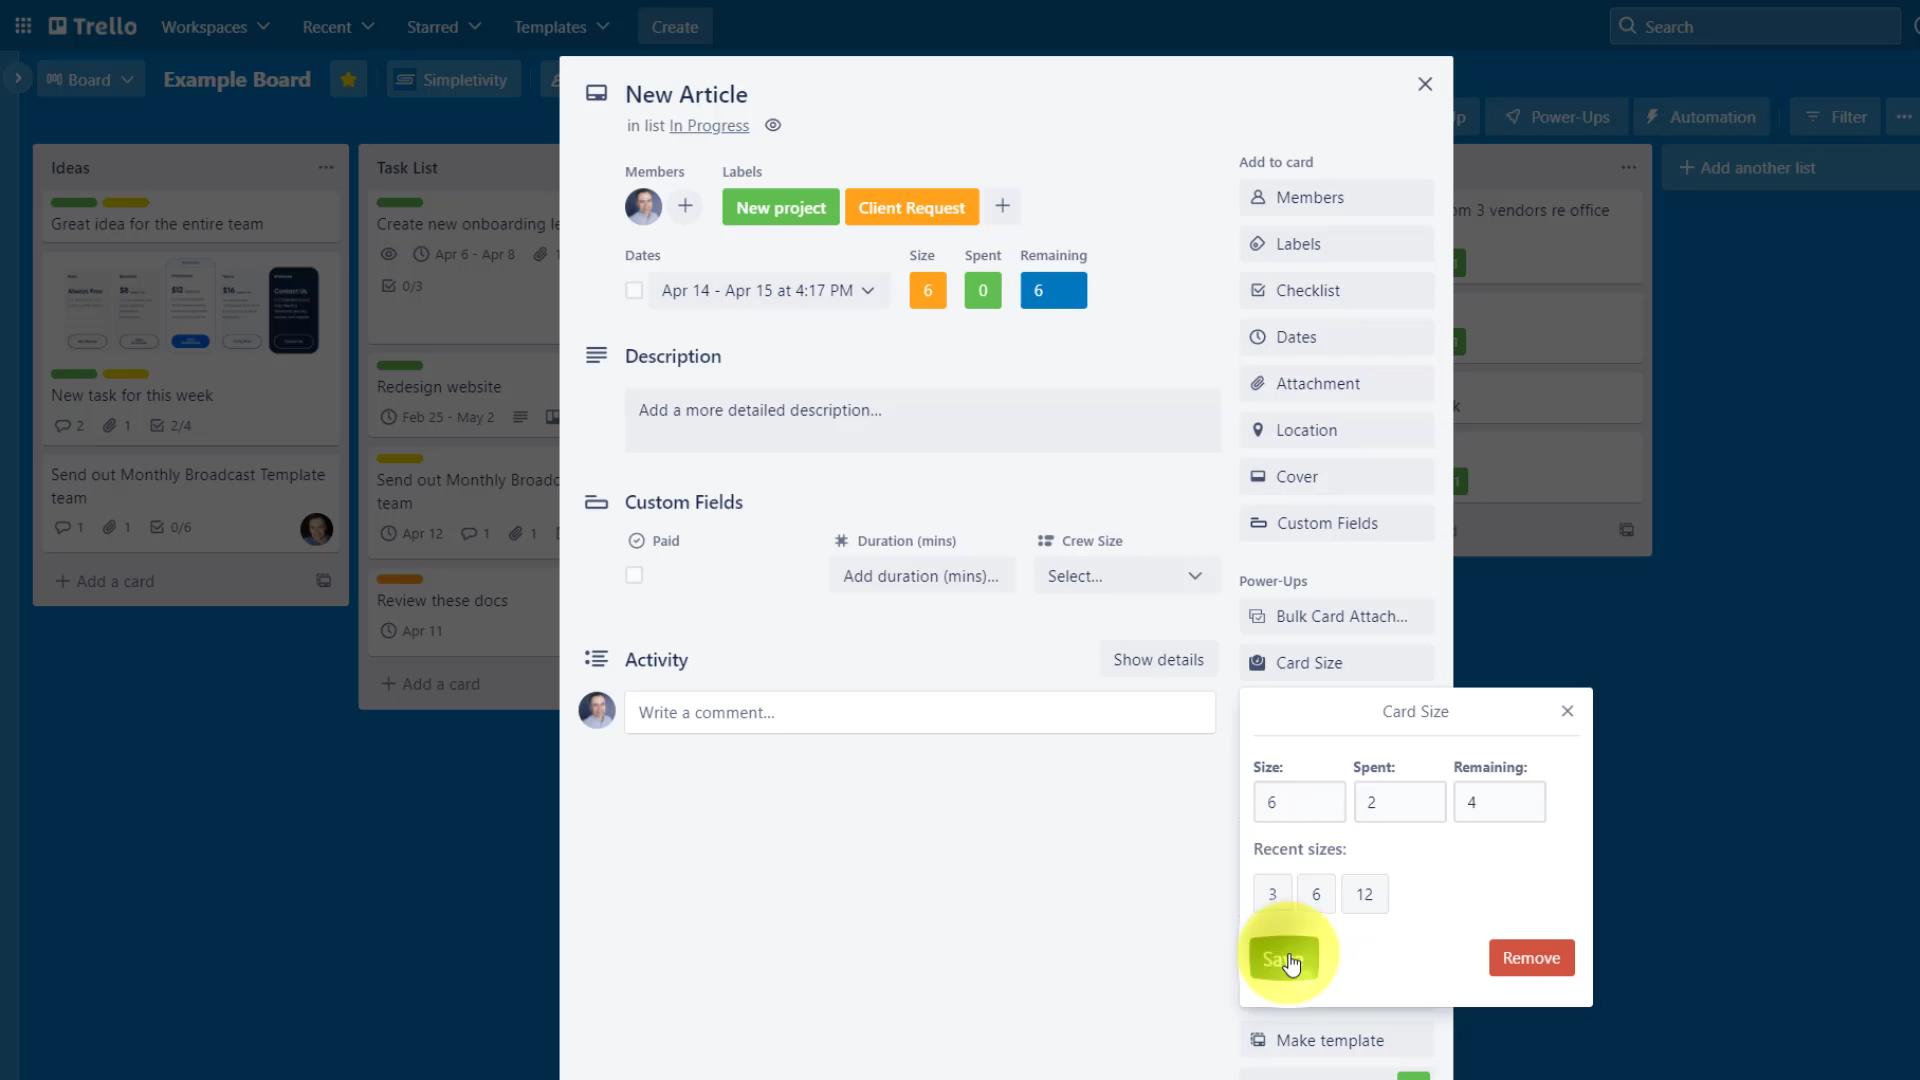 Trello
Workspaces
Recent
Starred
Templates
Create
Search
Board
Example Board
Simpletivity
Power-Ups
Automation
Filter
Ideas
Great idea for the entire team
New task for this week
2
1
2/4
Send out Monthly Broadcast Template
team
1
1
0/6
+ Add a card
Task List
Create new onboarding le
Apr 6 - Apr 8
1
0/3
Redesign website
Feb 25 - May 2
Send out Monthly Broadc
team
Apr 12
1
1
Review these docs
Apr 11
+ Add a card
New Article
in list In Progress
Members
Labels
New project
Client Request
Dates
Size
Spent
Remaining
Apr 14 - Apr 15 at 4:17 PM
6
0
6
Description
Add a more detailed description...
Custom Fields
Paid
Duration (mins)
Crew Size
Add duration (mins)...
Select...
Activity
Show details
Write a comment...
Add to card
Members
Labels
Checklist
Dates
Attachment
Location
Cover
Custom Fields
Power-Ups
Bulk Card Attach...
Card Size
Card Size
Size:
Spent:
Remaining:
6
2
4
Recent sizes:
3
6
12
Save
Remove
Make template
om 3 vendors re office
+ Add another list